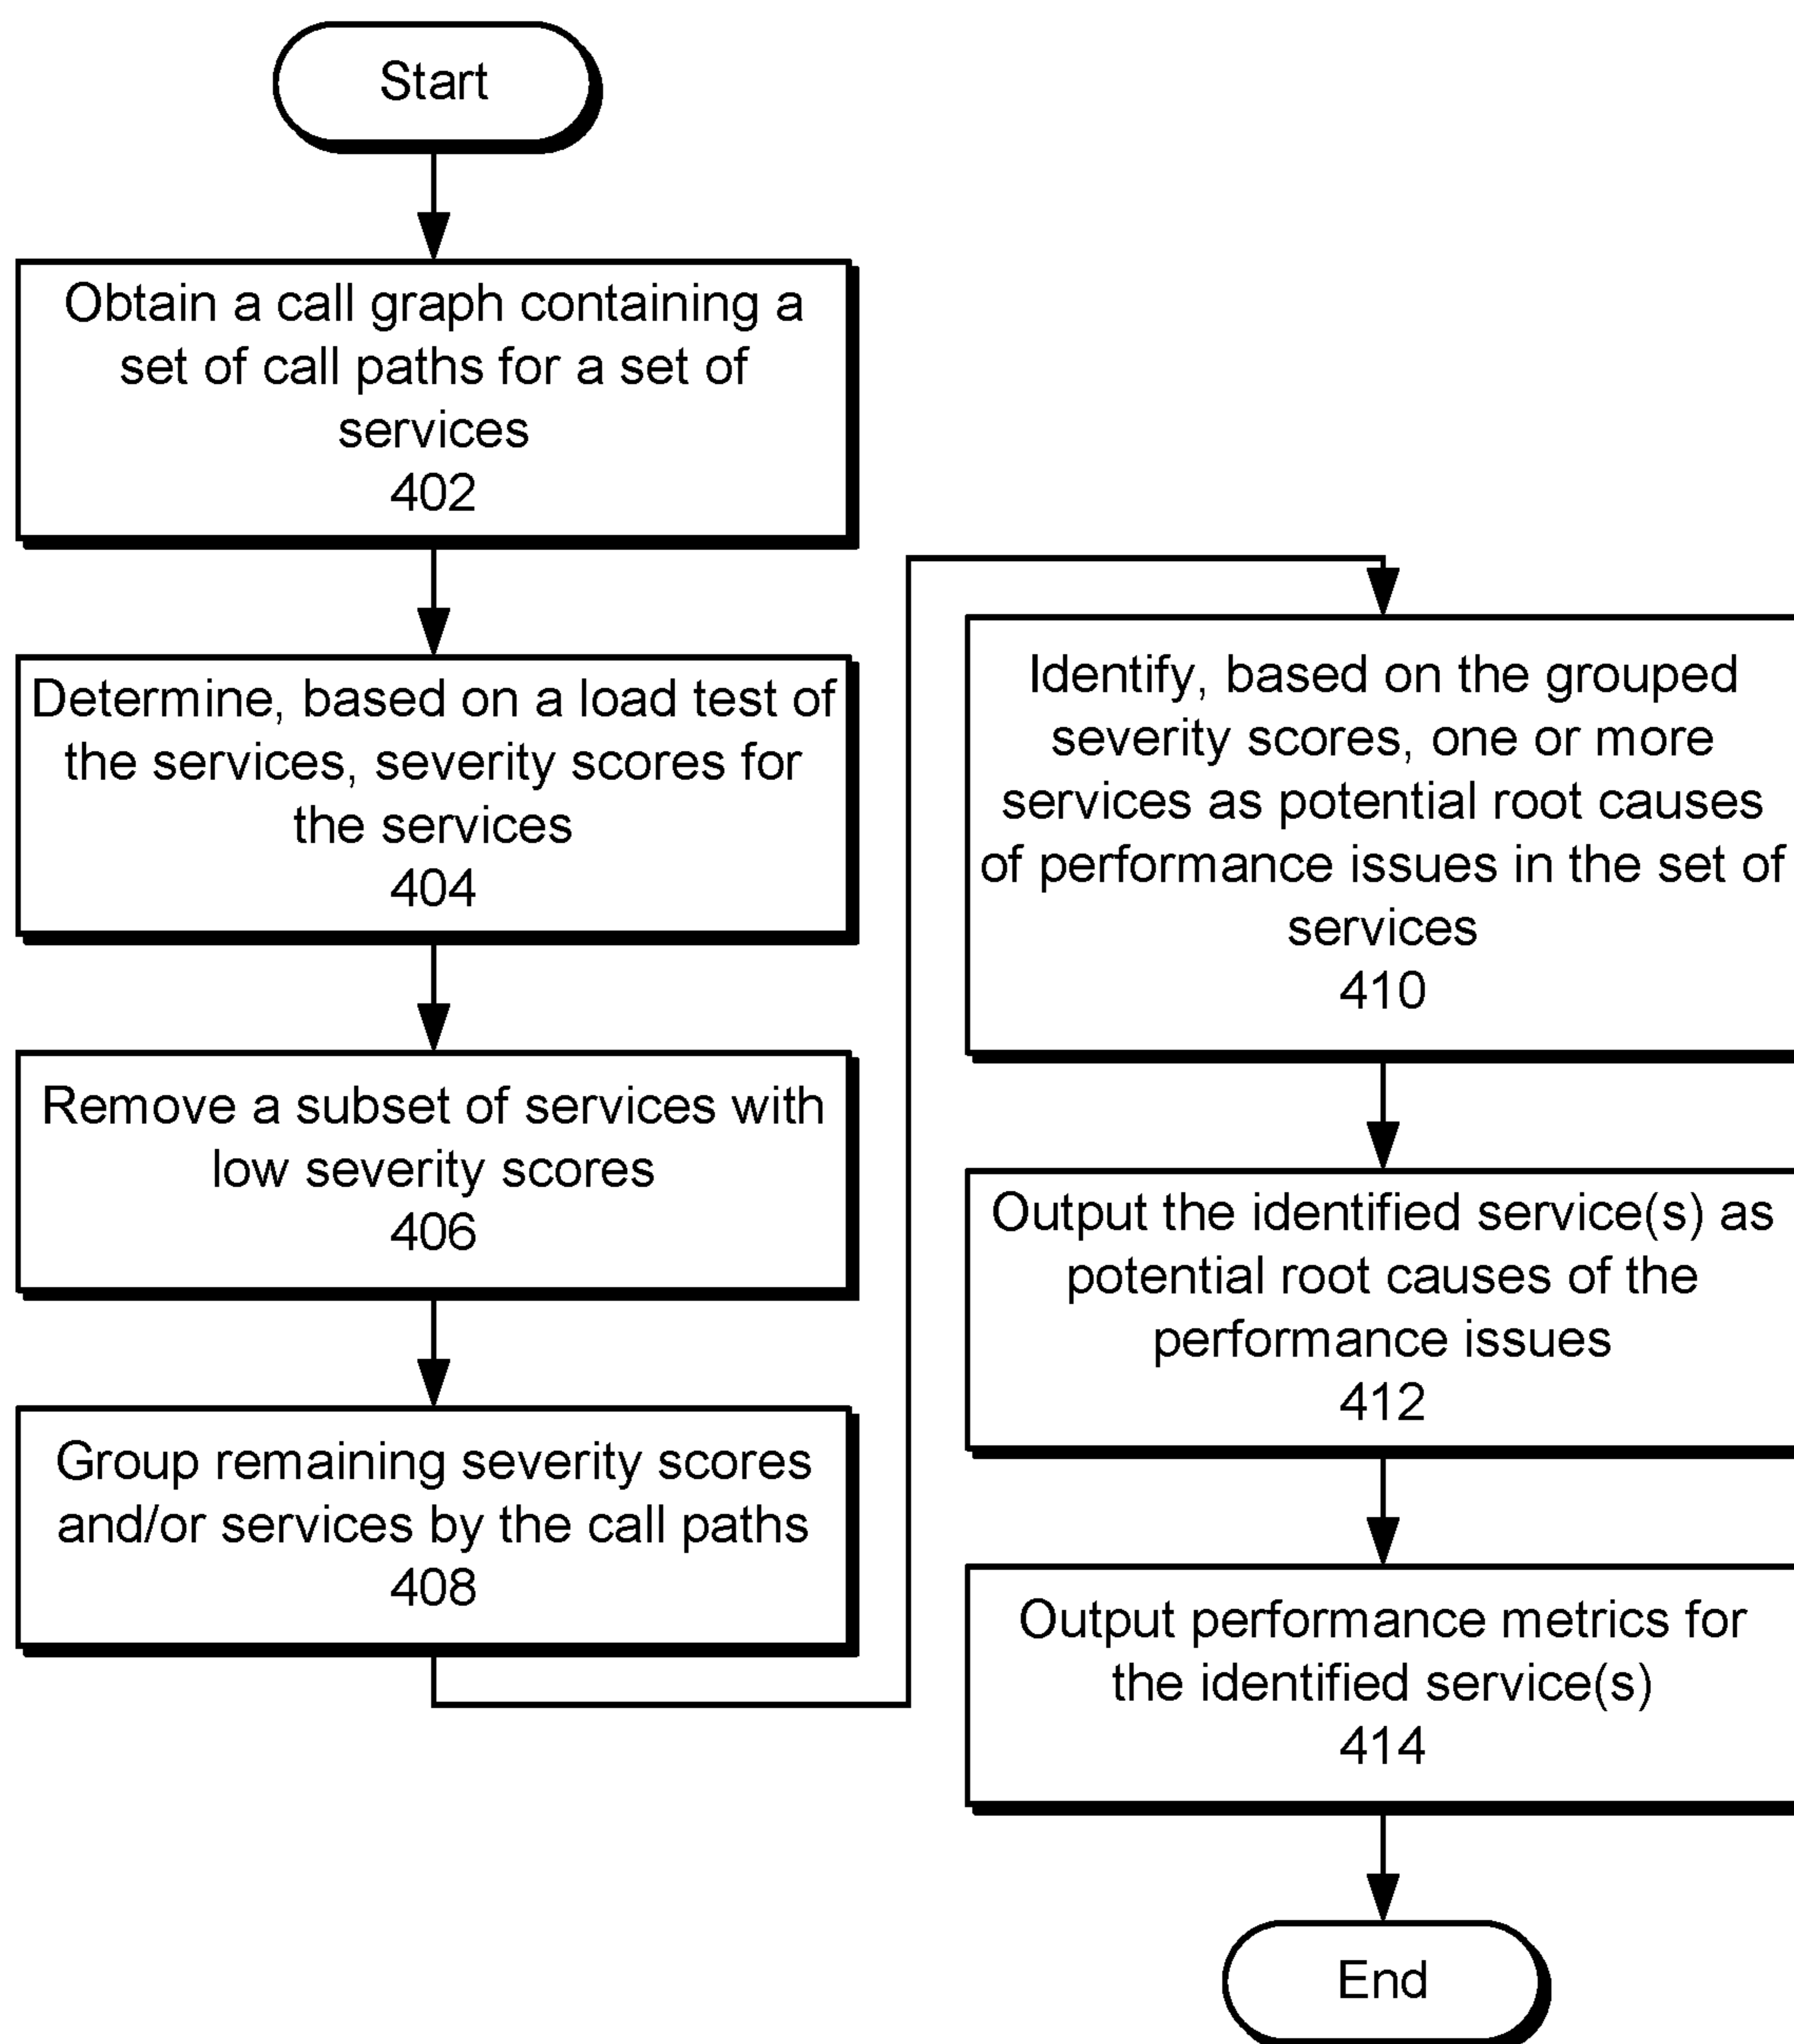 Start
Obtain a call graph containing a
set of call paths for a set of
services
402
Determine, based on a load test of
the services, severity scores for
the services
404
Remove a subset of services with
low severity scores
406
Group remaining severity scores
and/or services by the call paths
408
Identify, based on the grouped
severity scores, one or more
services as potential root causes
of performance issues in the set of
services
410
Output the identified service(s) as
potential root causes of the
performance issues
412
Output performance metrics for
the identified service(s)
414
End